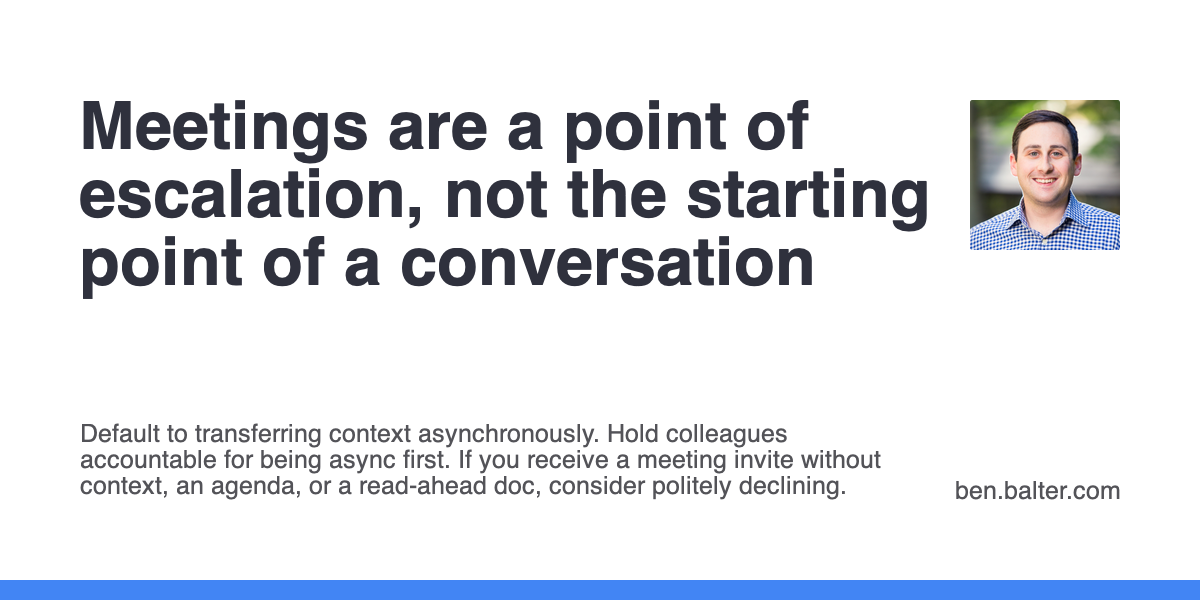 Meetings are a point of
escalation, not the starting
point of a conversation
Default to transferring context asynchronously. Hold colleagues
accountable for being async first. If you receive a meeting invite without
context, an agenda, or a read-ahead doc, consider politely declining.
ben.balter.com